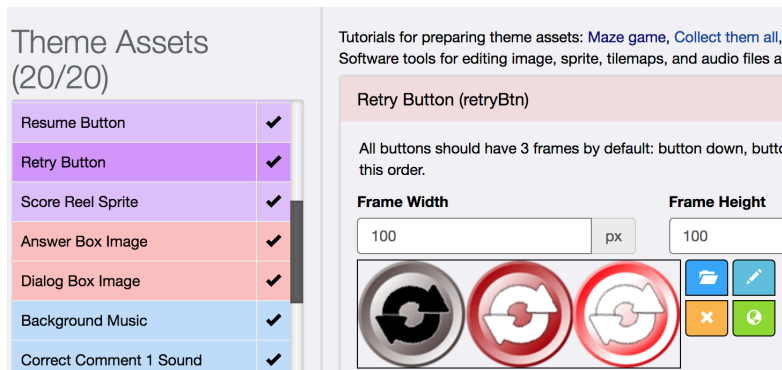 Theme Assets
(20/20)
Resume Button
Retry Button
Score Reel Sprite
Answer Box Image
Dialog Box Image
Background Music
Correct Comment 1 Sound
Tutorials for preparing theme assets: Maze game, Collect them all,
Software tools for editing image, sprite, tilemaps, and audio files a
Retry Button (retryBtn)
All buttons should have 3 frames by default: button down, butto
this order.
Frame Width Frame Height
100 px 100